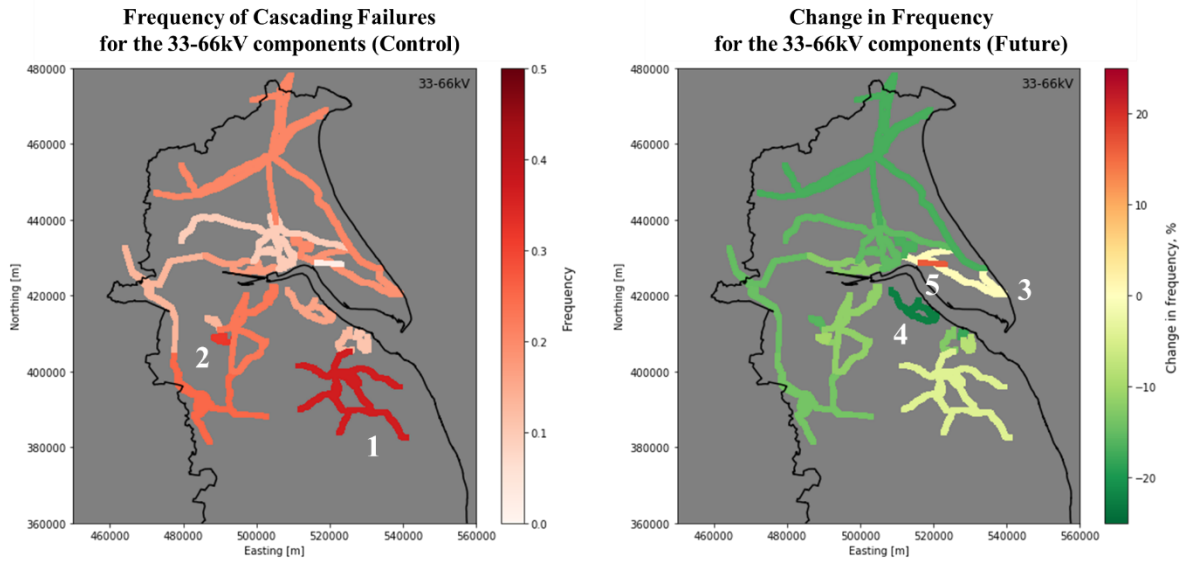 Frequency of Cascading Failures
for the 33-66kV components (Control)
Change in Frequency
for the 33-66kV components (Future)
480000
460000
440000
420000
400000
380000
360000
Northing [m]
33-66kV
2
1
460000 480000 500000 520000 540000 560000
Easting [m]
0.5
0.4
0.3
0.2
0.1
0.0
Frequency
480000
460000
440000
420000
400000
380000
360000
Northing [m]
33-66kV
5
3
4
460000 480000 500000 520000 540000 560000
Easting [m]
20
10
0
−10
−20
Change in frequency, %